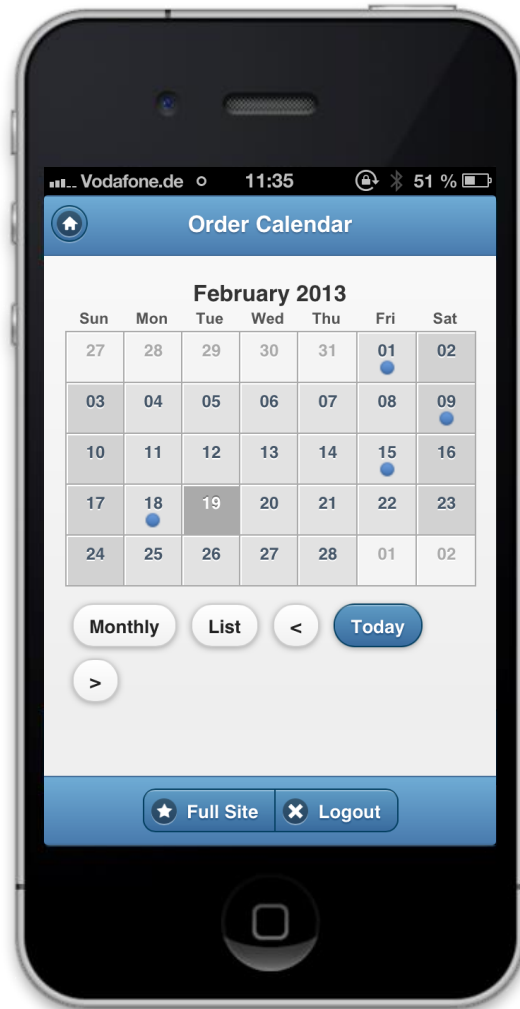 Vodafone.de 11:35 51 %
Order Calendar
February 2013
Sun Mon Tue Wed Thu Fri Sat
27 28 29 30 31 01 02
03 04 05 06 07 08 09
10 11 12 13 14 15 16
17 18 19 20 21 22 23
24 25 26 27 28 01 02
Monthly List < Today
>
Full Site Logout